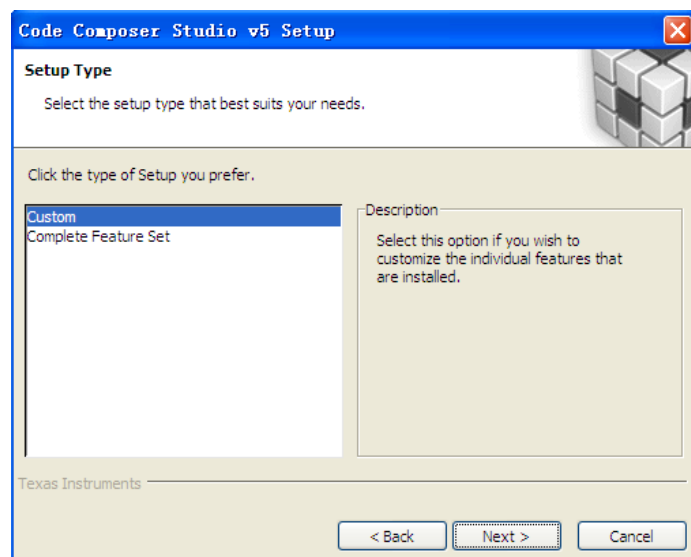 Code Composer Studio v5 Setup
Setup Type
Select the setup type that best suits your needs.
Click the type of Setup you prefer.
Custom
Complete Feature Set
Description
Select this option if you wish to
customize the individual features that
are installed.
Texas Instruments
< Back
Next >
Cancel